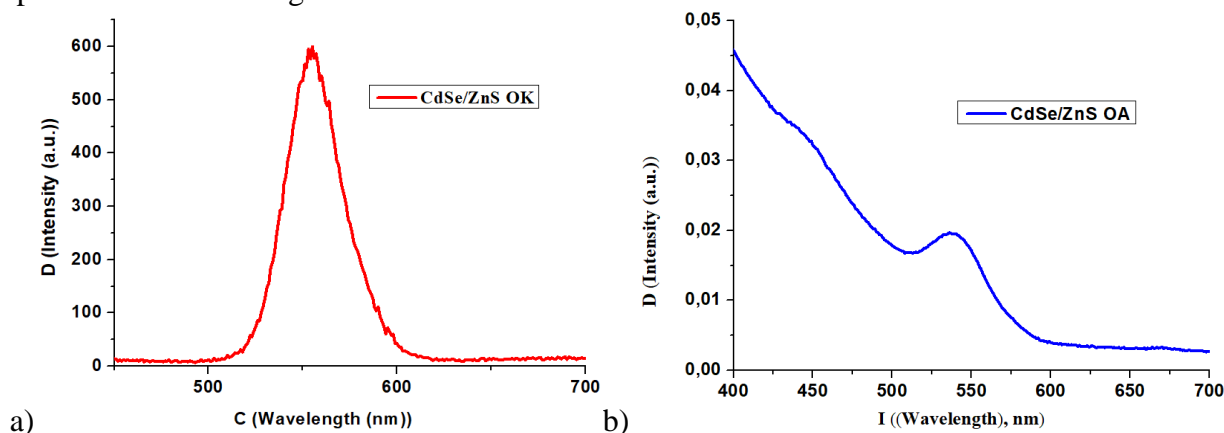 600
500
400
300
200
100
0
D (Intensity (a.u.))
CdSe/ZnS OK
500
600
700
C (Wavelength (nm))
a)
0,05
0,04
0,03
0,02
0,01
0,00
D (Intensity (a.u.))
CdSe/ZnS OA
400
450
500
550
600
650
700
I ((Wavelength), nm)
b)